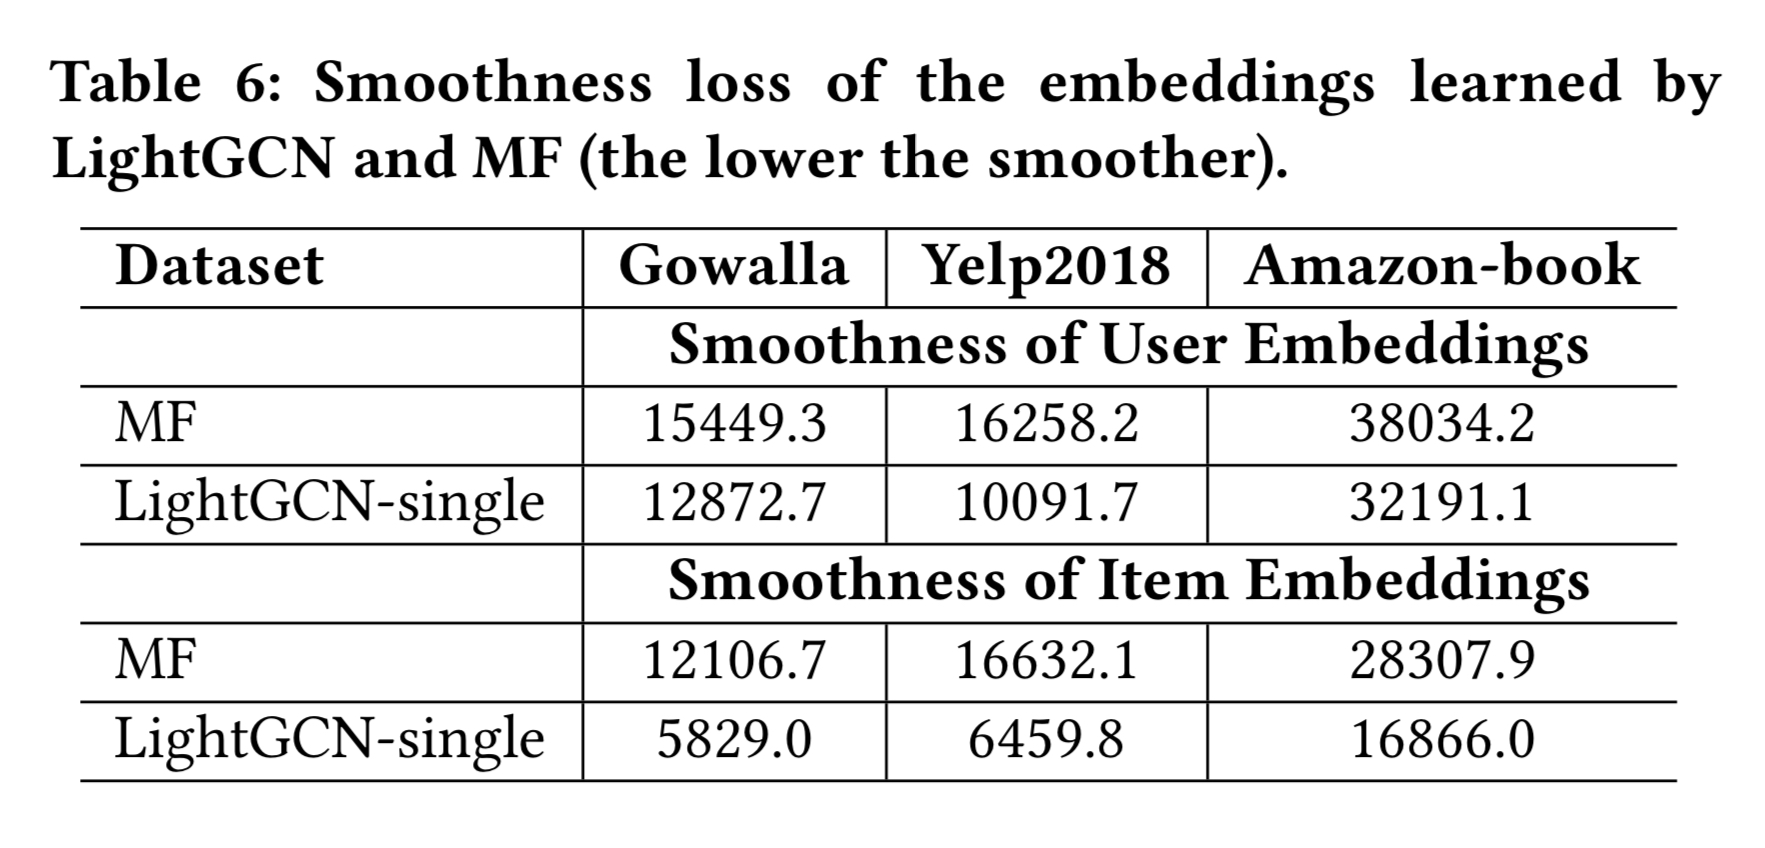 Table 6: Smoothness loss of the embeddings learned by
LightGCN and MF (the lower the smoother).
Dataset Gowalla Yelp2018 Amazon-book
Smoothness of User Embeddings
MF 15449.3 16258.2 38034.2
LightGCN-single 12872.7 10091.7 32191.1
Smoothness of Item Embeddings
MF 12106.7 16632.1 28307.9
LightGCN-single 5829.0 6459.8 16866.0